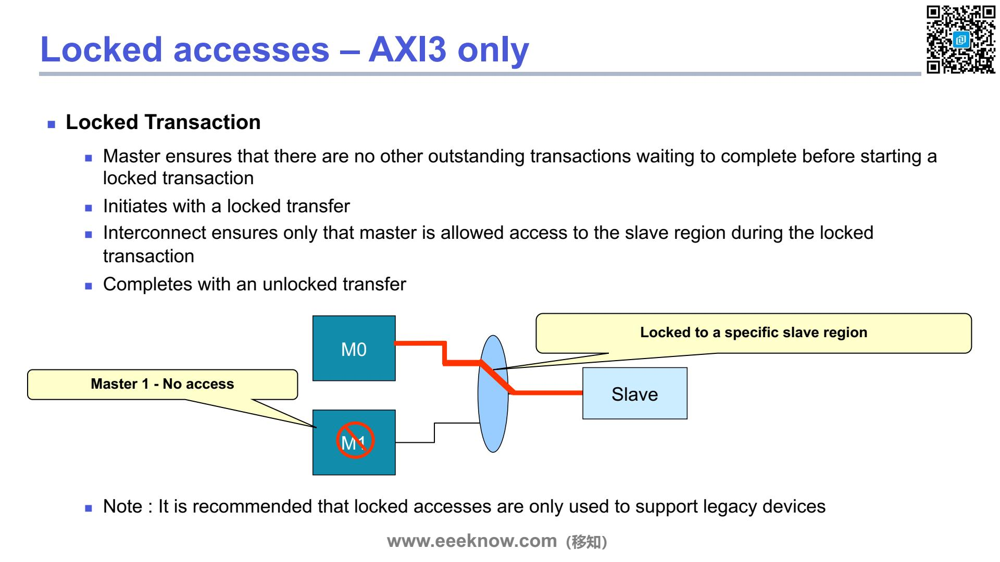 Locked accesses – AXI3 only
Locked Transaction
Master ensures that there are no other outstanding transactions waiting to complete before starting a
locked transaction
Initiates with a locked transfer
Interconnect ensures only that master is allowed access to the slave region during the locked
transaction
Completes with an unlocked transfer
Locked to a specific slave region
M0
Master 1 - No access
Slave
M1
Note : It is recommended that locked accesses are only used to support legacy devices
www.eeeknow.com (移知)